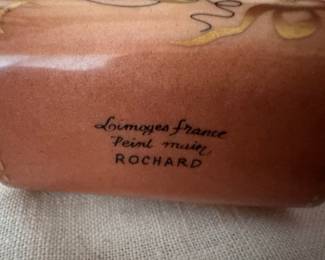 Limoges france
Peint main
ROCHARD